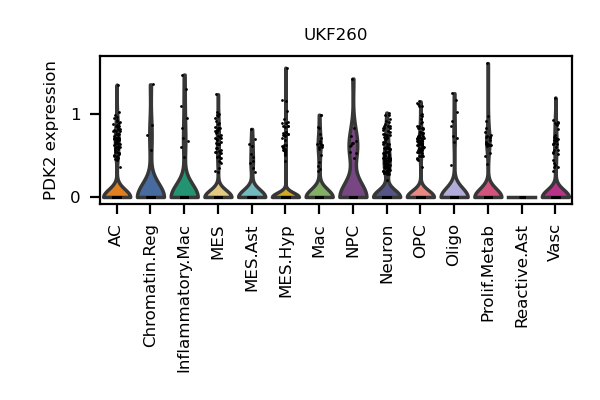 UKF260
PDK2 expression
1
0
AC
Chromatin.Reg
Inflammatory.Mac
MES
MES.Ast
MES.Hyp
Mac
NPC
Neuron
OPC
Oligo
Prolif.Metab
Reactive.Ast
Vasc